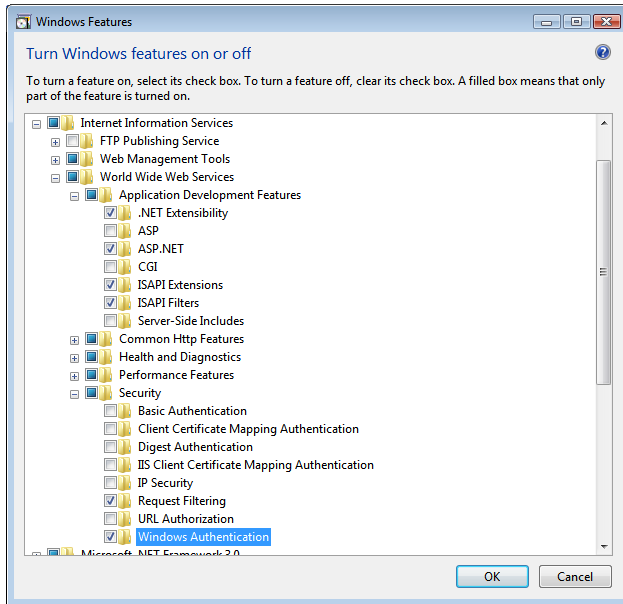 Windows Features
Turn Windows features on or off
To turn a feature on, select its check box. To turn a feature off, clear its check box. A filled box means that only
part of the feature is turned on.
Internet Information Services
FTP Publishing Service
Web Management Tools
World Wide Web Services
Application Development Features
.NET Extensibility
ASP
ASP.NET
CGI
ISAPI Extensions
ISAPI Filters
Server-Side Includes
Common Http Features
Health and Diagnostics
Performance Features
Security
Basic Authentication
Client Certificate Mapping Authentication
Digest Authentication
IIS Client Certificate Mapping Authentication
IP Security
Request Filtering
URL Authorization
Windows Authentication
Microsoft .NET Framework 3.0
OK Cancel